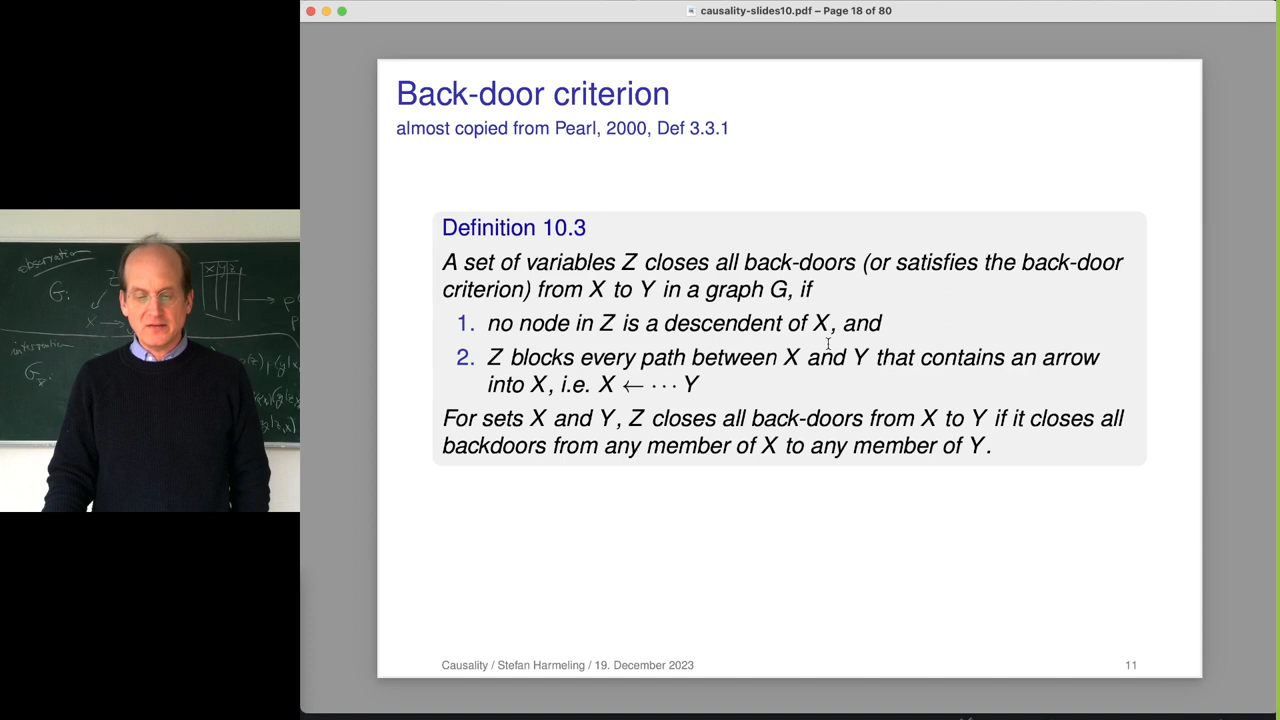 causality-slides10.pdf – Page 18 of 80
Back-door criterion
almost copied from Pearl, 2000, Def 3.3.1
Definition 10.3
A set of variables Z closes all back-doors (or satisfies the back-door
criterion) from X to Y in a graph G, if
1. no node in Z is a descendent of X, and
2. Z blocks every path between X and Y that contains an arrow
into X, i.e. X ← ··· Y
For sets X and Y, Z closes all back-doors from X to Y if it closes all
backdoors from any member of X to any member of Y.
Causality / Stefan Harmeling / 19. December 2023
11
observation
G:
X →
X Y Z
intervention